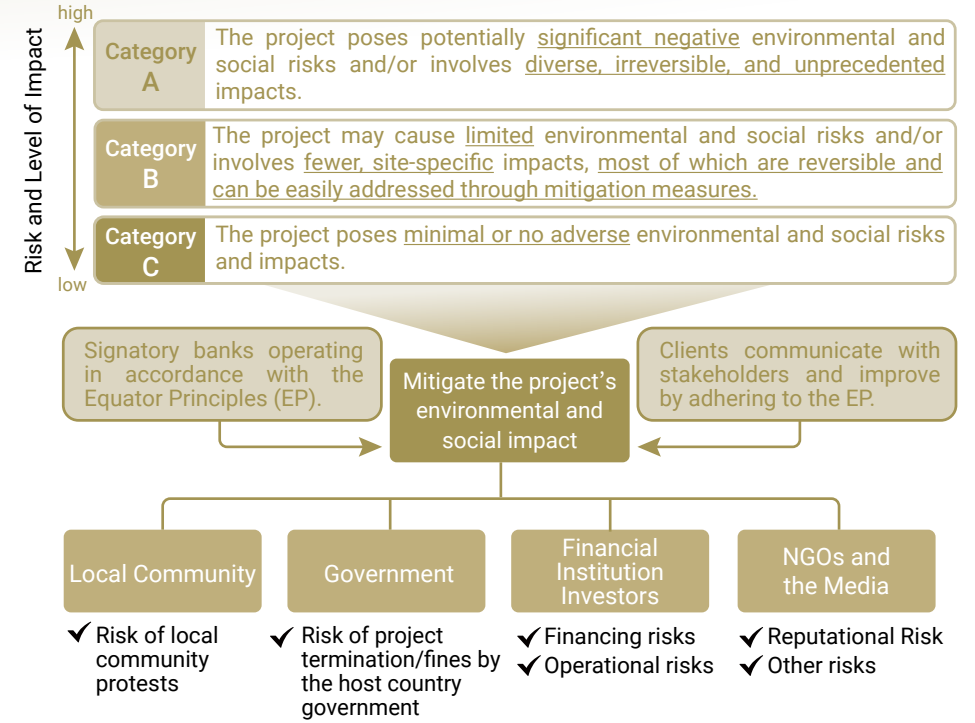 high
Risk and Level of Impact
Category
A
The project poses potentially significant negative environmental and
social risks and/or involves diverse, irreversible, and unprecedented
impacts.
Category
B
The project may cause limited environmental and social risks and/or
involves fewer, site-specific impacts, most of which are reversible and
can be easily addressed through mitigation measures.
Category
C
The project poses minimal or no adverse environmental and social risks
and impacts.
low
Signatory banks operating
in accordance with the
Equator Principles (EP).
Mitigate the project’s
environmental and
social impact
Clients communicate with
stakeholders and improve
by adhering to the EP.
Local Community
Risk of local
community
protests
Government
Risk of project
termination/fines by
the host country
government
Financial
Institution
Investors
Financing risks
Operational risks
NGOs and
the Media
Reputational Risk
Other risks